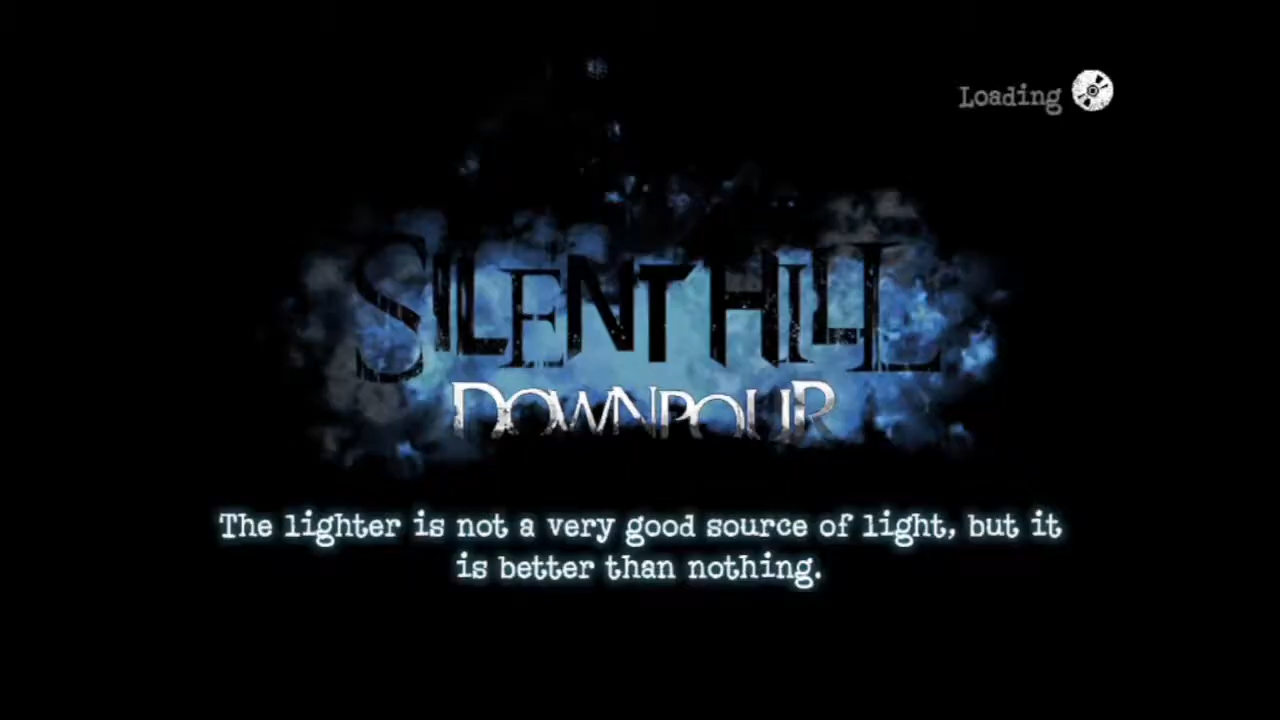 Loading
SILENT HILL
DOWNPOUR
The lighter is not a very good source of light, but it
is better than nothing.